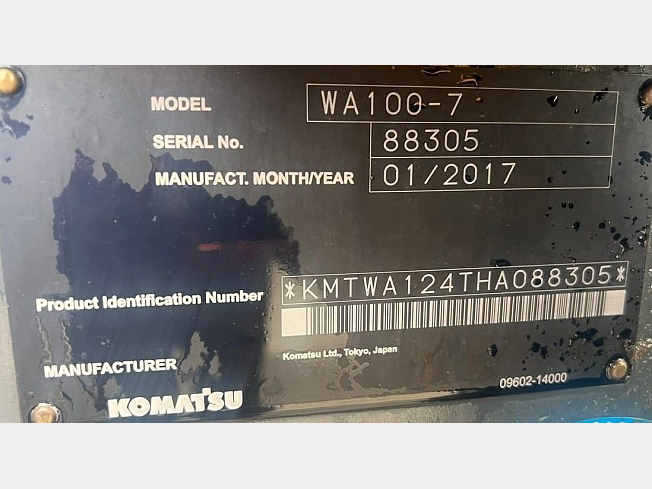 MODEL WA100-7
SERIAL No. 88305
MANUFACT. MONTH/YEAR 01/2017
Product Identification Number *KMTWA124THA088305*
Komatsu Ltd., Tokyo, Japan
MANUFACTURER
KOMATSU
09602-14000